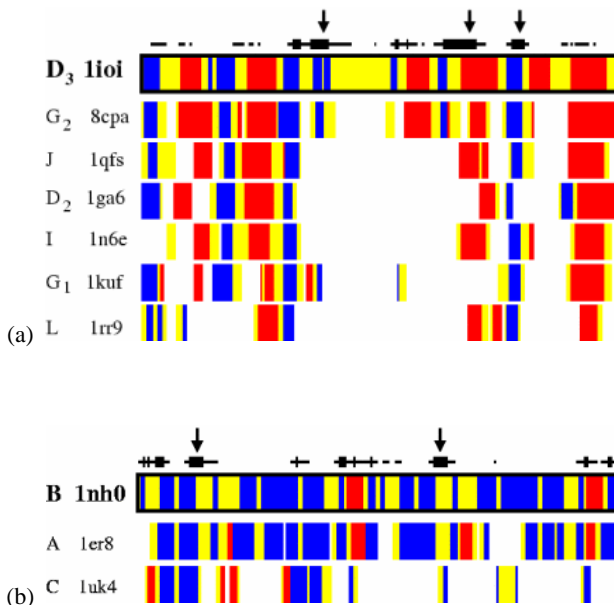 D3 1ioi
G2 8cpa
J 1qfs
D2 1ga6
I 1n6e
G1 1kuf
L 1rr9
(a)
B 1nh0
A 1er8
C 1uk4
(b)